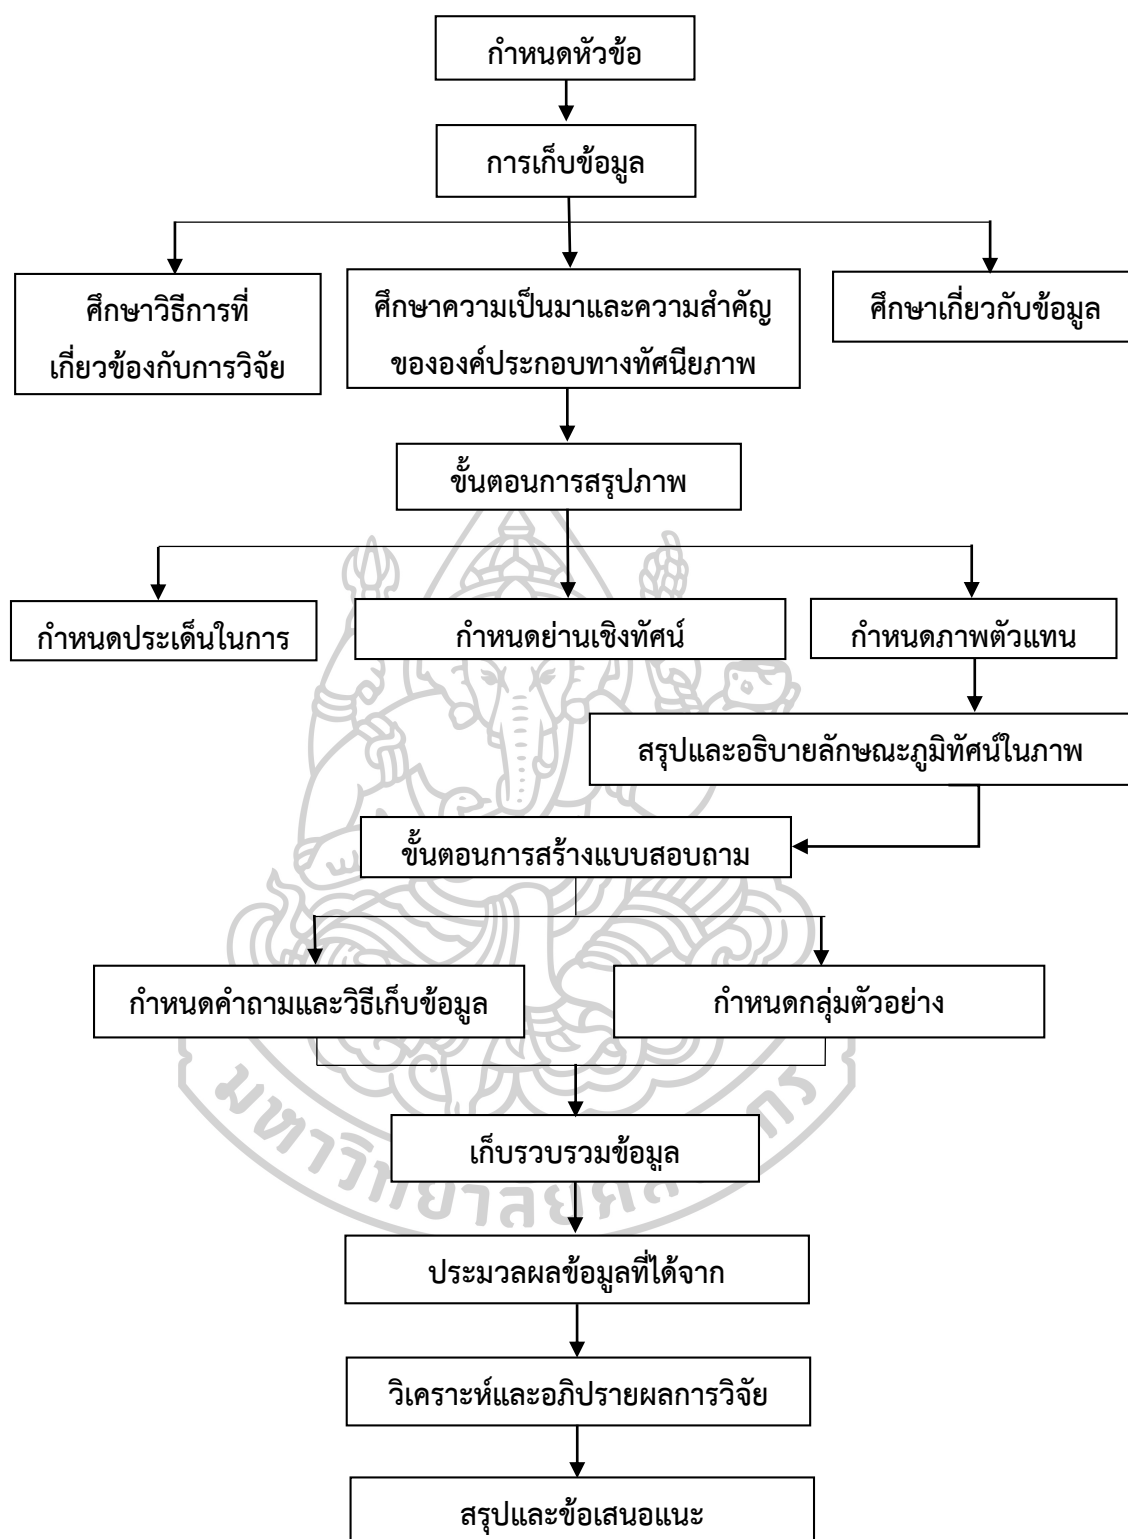 กำหนดหัวข้อ
การเก็บข้อมูล
ศึกษาวิธีการที่
เกี่ยวข้องกับการวิจัย
ศึกษาความเป็นมาและความสำคัญ
ขององค์ประกอบทางทัศนียภาพ
ศึกษาเกี่ยวกับข้อมูล
ขั้นตอนการสรุปภาพ
กำหนดประเด็นในการ
กำหนดย่านเชิงทัศน์
กำหนดภาพตัวแทน
สรุปและอธิบายลักษณะภูมิทัศน์ในภาพ
ขั้นตอนการสร้างแบบสอบถาม
กำหนดคำถามและวิธีเก็บข้อมูล
กำหนดกลุ่มตัวอย่าง
เก็บรวบรวมข้อมูล
ประมวลผลข้อมูลที่ได้จาก
วิเคราะห์และอภิปรายผลการวิจัย
สรุปและข้อเสนอแนะ